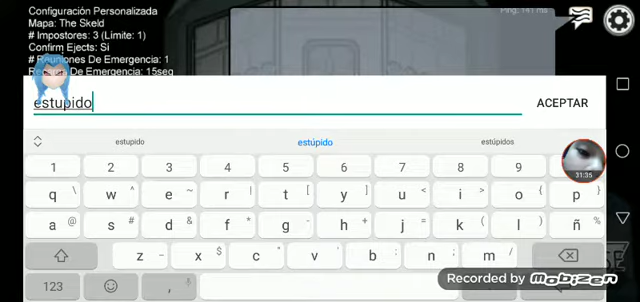 Configuración Personalizada
Mapa: The Skeld
# Impostores: 3 (Límite: 1)
Confirm Ejects: Sí
# Reuniones De Emergencia: 1
De Emergencia: 15seg
Ping: 141 ms
estupido
ACEPTAR
estupido estúpido estúpidos
1 2 3 4 5 6 7 8 9
31:35
q \ w ^ e ~ r | t [ y ] u < i > o { p }
a @ s # d & f * g - h + j = k ( l ) ñ %
z _ x $ c " v ' b : n ; m /
123 ,
Recorded by mobizen